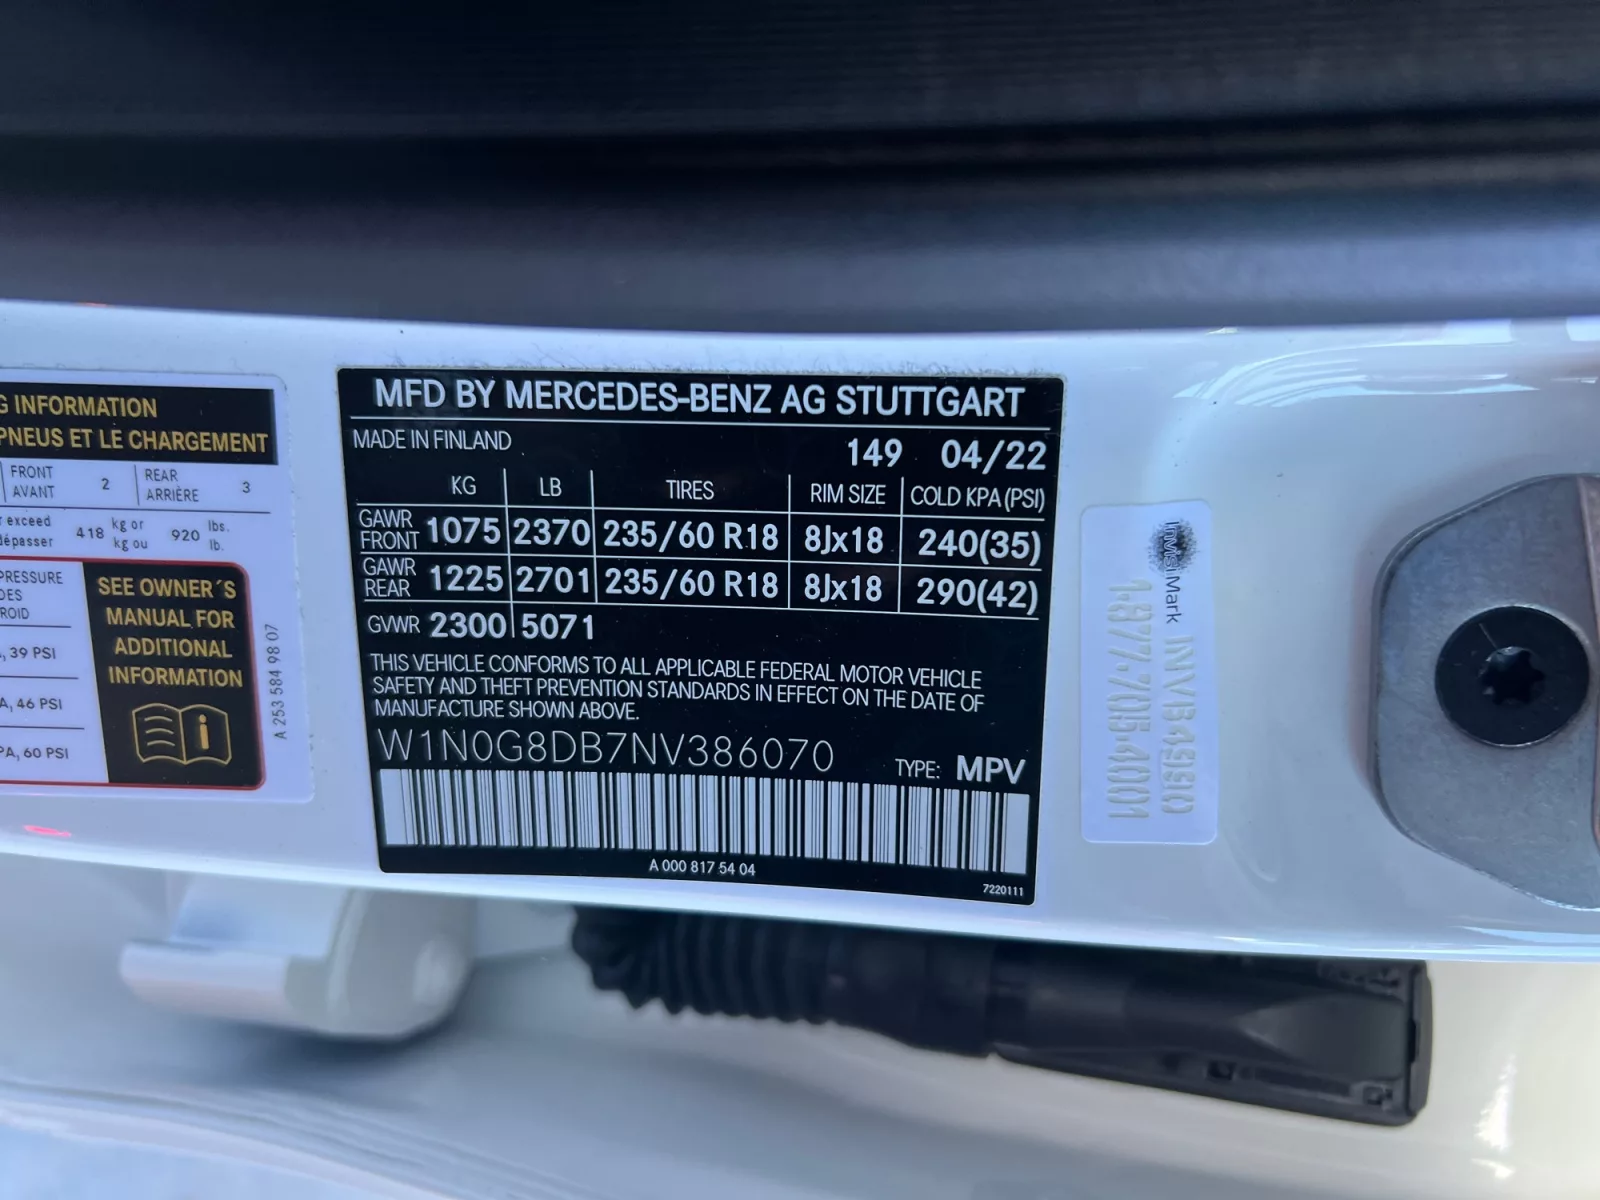 G INFORMATION
PNEUS ET LE CHARGEMENT
FRONT AVANT 2 REAR ARRIÈRE 3
exceed
dépasser 418 kg or kg ou 920 lbs. lb.
PRESSURE
SEE OWNER´S
MANUAL FOR
ADDITIONAL
INFORMATION
, 39 PSI
A, 46 PSI
PA, 60 PSI
A 253 584 98 07
MFD BY MERCEDES-BENZ AG STUTTGART
MADE IN FINLAND
149 04/22
KG LB TIRES RIM SIZE COLD KPA(PSI)
GAWR FRONT 1075 2370 235/60 R18 8Jx18 240(35)
GAWR REAR 1225 2701 235/60 R18 8Jx18 290(42)
GVWR 2300 5071
THIS VEHICLE CONFORMS TO ALL APPLICABLE FEDERAL MOTOR VEHICLE
SAFETY AND THEFT PREVENTION STANDARDS IN EFFECT ON THE DATE OF
MANUFACTURE SHOWN ABOVE.
W1N0G8DB7NV386070
TYPE: MPV
A 000 817 54 04
7220111
InvisiMark INVB4990
1.877.705.4001